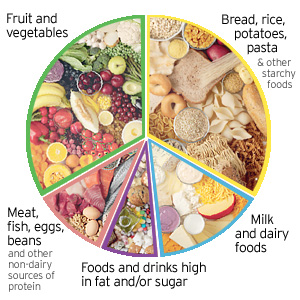 Fruit and
vegetables
Bread, rice,
potatoes,
pasta
& other
starchy
foods
Meat,
fish, eggs,
beans
and other
non-dairy
sources of
protein
Foods and drinks high
in fat and/or sugar
Milk
and dairy
foods